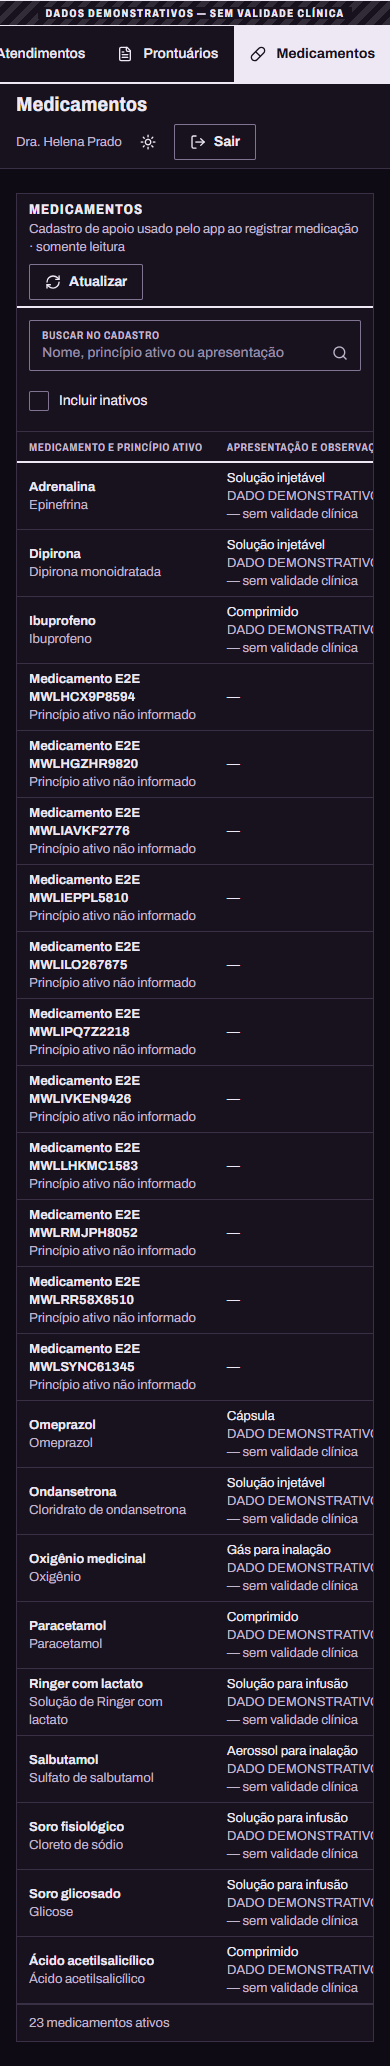 DADOS DEMONSTRATIVOS — SEM VALIDADE CLÍNICA
Atendimentos Prontuários Medicamentos
Medicamentos
Dra. Helena Prado Sair
MEDICAMENTOS
Cadastro de apoio usado pelo app ao registrar medicação
· somente leitura
Atualizar
BUSCAR NO CADASTRO
Nome, princípio ativo ou apresentação
Incluir inativos
MEDICAMENTO E PRINCÍPIO ATIVO APRESENTAÇÃO E OBSERVAÇ
Adrenalina
Epinefrina
Solução injetável
DADO DEMONSTRATIVO
— sem validade clínica
Dipirona
Dipirona monoidratada
Solução injetável
DADO DEMONSTRATIVO
— sem validade clínica
Ibuprofeno
Ibuprofeno
Comprimido
DADO DEMONSTRATIVO
— sem validade clínica
Medicamento E2E
MWLHCX9P8594
Princípio ativo não informado
—
Medicamento E2E
MWLHGZHR9820
Princípio ativo não informado
—
Medicamento E2E
MWLIAVKF2776
Princípio ativo não informado
—
Medicamento E2E
MWLIEPPL5810
Princípio ativo não informado
—
Medicamento E2E
MWLILO267675
Princípio ativo não informado
—
Medicamento E2E
MWLIPQ7Z2218
Princípio ativo não informado
—
Medicamento E2E
MWLIVKEN9426
Princípio ativo não informado
—
Medicamento E2E
MWLLHKMC1583
Princípio ativo não informado
—
Medicamento E2E
MWLRMJPH8052
Princípio ativo não informado
—
Medicamento E2E
MWLRR58X6510
Princípio ativo não informado
—
Medicamento E2E
MWLSYNC61345
Princípio ativo não informado
—
Omeprazol
Omeprazol
Cápsula
DADO DEMONSTRATIVO
— sem validade clínica
Ondansetrona
Cloridrato de ondansetrona
Solução injetável
DADO DEMONSTRATIVO
— sem validade clínica
Oxigênio medicinal
Oxigênio
Gás para inalação
DADO DEMONSTRATIVO
— sem validade clínica
Paracetamol
Paracetamol
Comprimido
DADO DEMONSTRATIVO
— sem validade clínica
Ringer com lactato
Solução de Ringer com
lactato
Solução para infusão
DADO DEMONSTRATIVO
— sem validade clínica
Salbutamol
Sulfato de salbutamol
Aerossol para inalação
DADO DEMONSTRATIVO
— sem validade clínica
Soro fisiológico
Cloreto de sódio
Solução para infusão
DADO DEMONSTRATIVO
— sem validade clínica
Soro glicosado
Glicose
Solução para infusão
DADO DEMONSTRATIVO
— sem validade clínica
Ácido acetilsalicílico
Ácido acetilsalicílico
Comprimido
DADO DEMONSTRATIVO
— sem validade clínica
23 medicamentos ativos